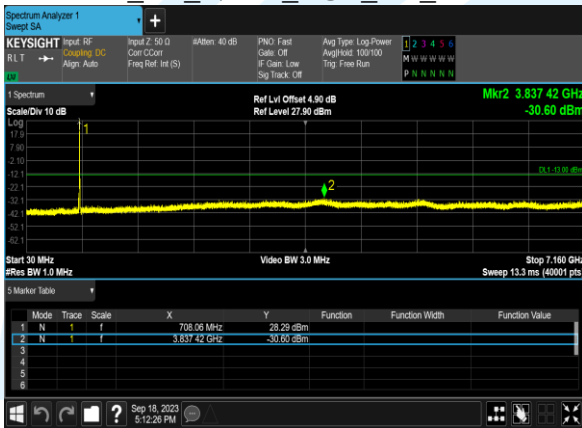 Spectrum Analyzer 1
Swept SA
KEYSIGHT Input: RF Input Z: 50 Ω #Atten: 40 dB PNO: Fast Avg Type: Log-Power 1 2 3 4 5 6
RLT Coupling: DC Corr CCorr Gate: Off Avg|Hold: 100/100 M W W W W W
Align: Auto Freq Ref: Int (S) IF Gain: Low Trig: Free Run
LV Sig Track: Off P N N N N N
1 Spectrum Ref Lvl Offset 4.90 dB Mkr2 3.837 42 GHz
Scale/Div 10 dB Ref Level 27.90 dBm -30.60 dBm
Log
17.9 1
7.90
-2.10
-12.1 DL1 -13.00 dBm
-22.1 2
-32.1
-42.1
-52.1
-62.1
Start 30 MHz Video BW 3.0 MHz Stop 7.160 GHz
#Res BW 1.0 MHz Sweep 13.3 ms (40001 pts
5 Marker Table
Mode Trace Scale X Y Function Function Width Function Value
1 N 1 f 708.06 MHz 28.29 dBm
2 N 1 f 3.837 42 GHz -30.60 dBm
3
4
5
6
? Sep 18, 2023
5:12:26 PM